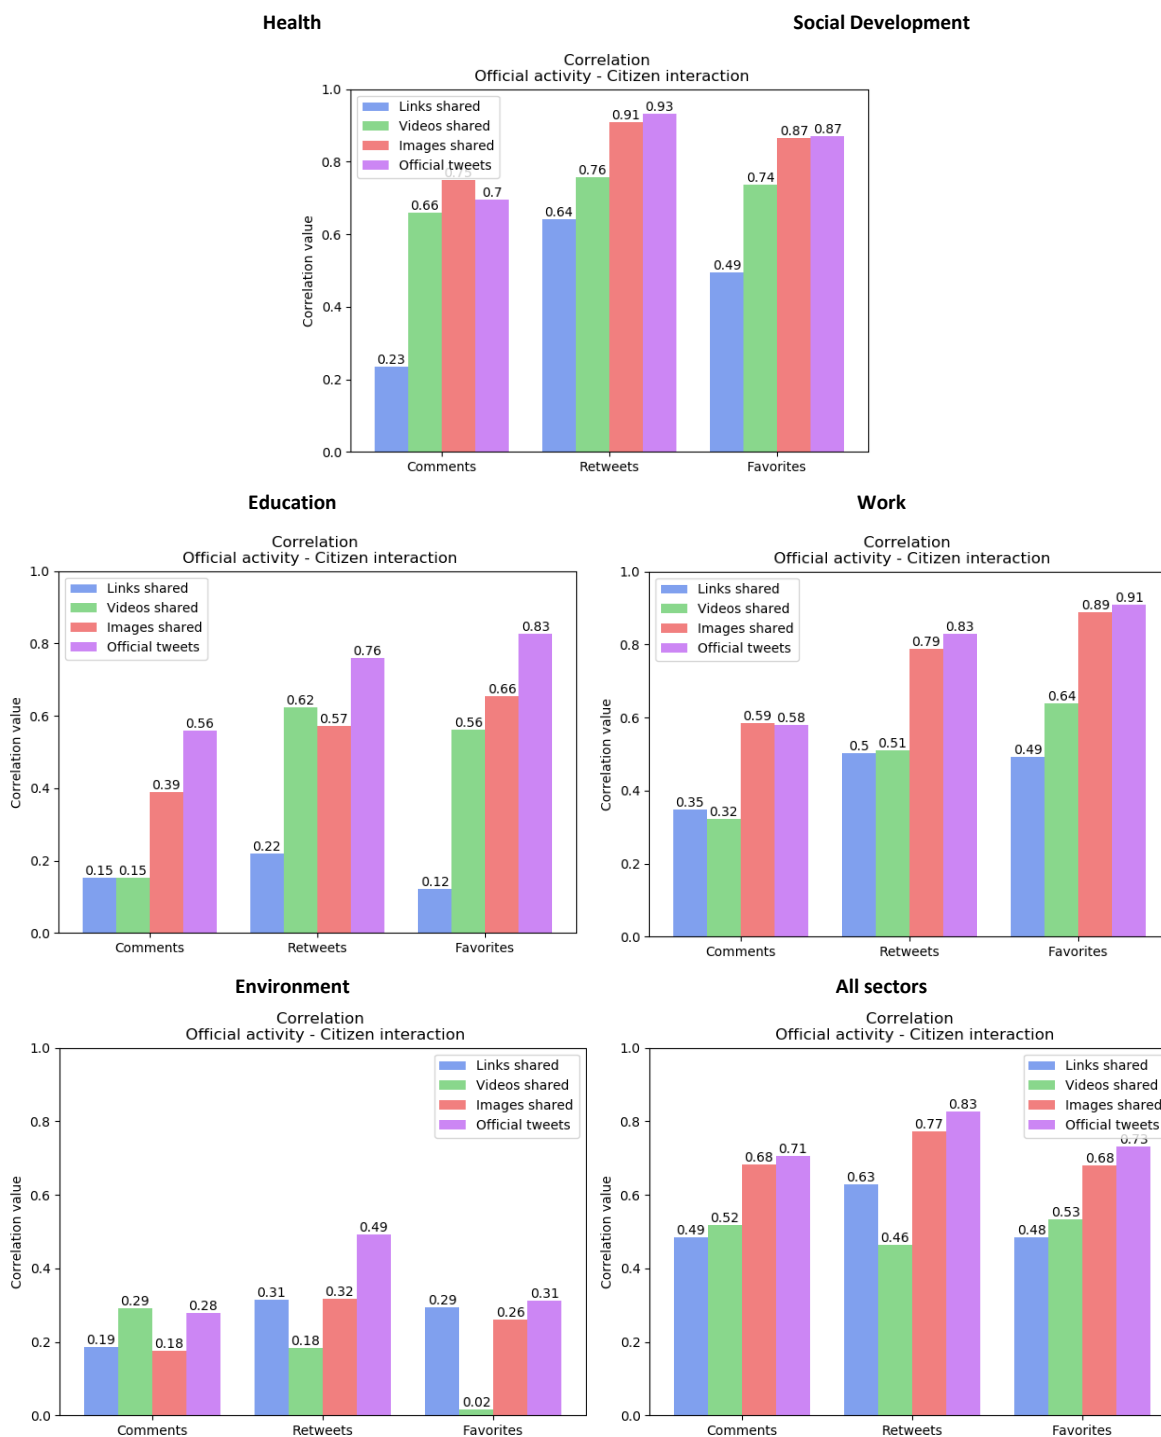 Health
Social Development
Correlation
Official activity - Citizen interaction
1.0
0.8
0.6
0.4
0.2
0.0
Correlation value
Links shared
Videos shared
Images shared
Official tweets
0.23
0.66
0.75
0.7
0.64
0.76
0.91
0.93
0.49
0.74
0.87
0.87
Comments
Retweets
Favorites
Education
Correlation
Official activity - Citizen interaction
1.0
0.8
0.6
0.4
0.2
0.0
Correlation value
Links shared
Videos shared
Images shared
Official tweets
0.15
0.15
0.39
0.56
0.22
0.62
0.57
0.76
0.12
0.56
0.66
0.83
Comments
Retweets
Favorites
Work
Correlation
Official activity - Citizen interaction
1.0
0.8
0.6
0.4
0.2
0.0
Correlation value
Links shared
Videos shared
Images shared
Official tweets
0.35
0.32
0.59
0.58
0.5
0.51
0.79
0.83
0.49
0.64
0.89
0.91
Comments
Retweets
Favorites
Environment
Correlation
Official activity - Citizen interaction
1.0
0.8
0.6
0.4
0.2
0.0
Correlation value
Links shared
Videos shared
Images shared
Official tweets
0.19
0.29
0.18
0.28
0.31
0.18
0.32
0.49
0.29
0.02
0.26
0.31
Comments
Retweets
Favorites
All sectors
Correlation
Official activity - Citizen interaction
1.0
0.8
0.6
0.4
0.2
0.0
Correlation value
Links shared
Videos shared
Images shared
Official tweets
0.49
0.52
0.68
0.71
0.63
0.46
0.77
0.83
0.48
0.53
0.68
0.73
Comments
Retweets
Favorites